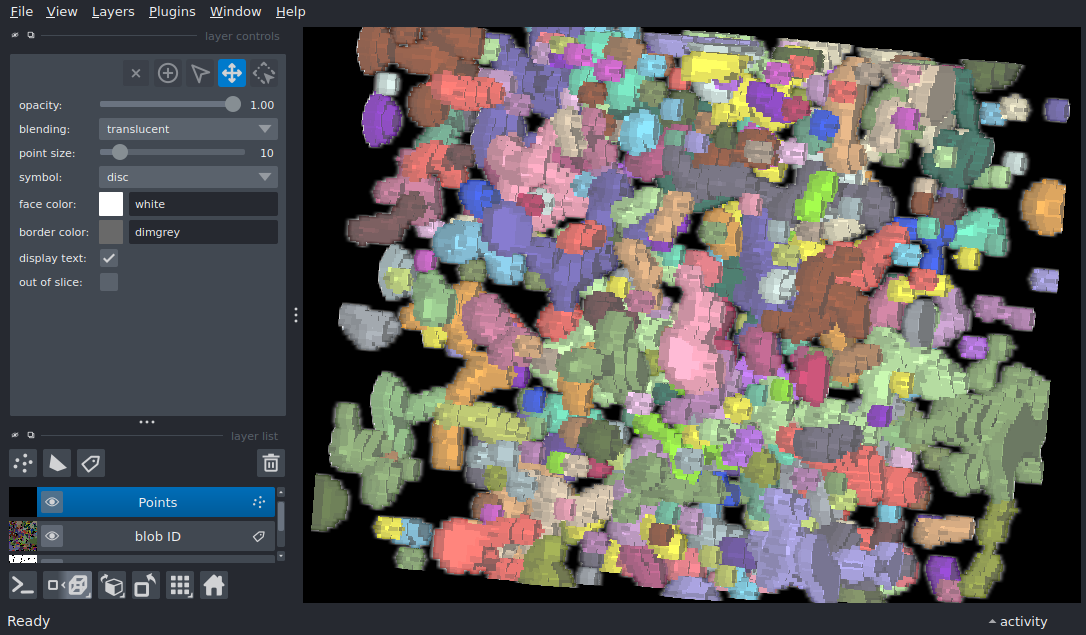 File View Layers Plugins Window Help
layer controls
opacity: 1.00
blending: translucent
point size: 10
symbol: disc
face color: white
border color: dimgrey
display text:
out of slice:
layer list
Points
blob ID
Ready
activity